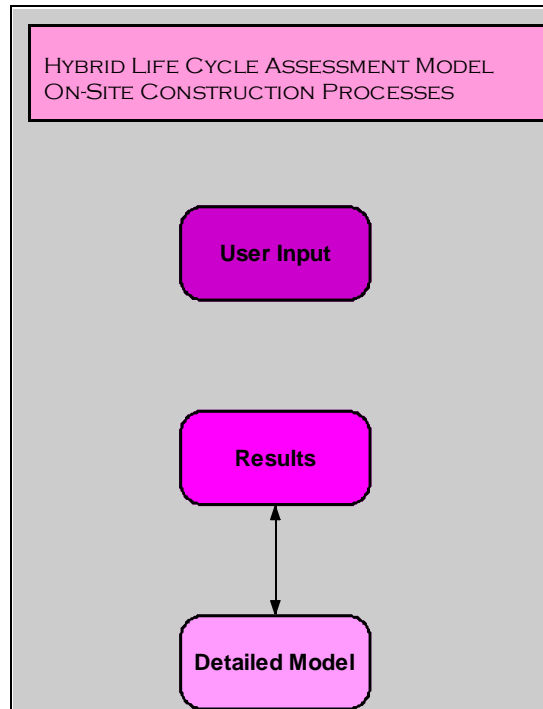 HYBRID LIFE CYCLE ASSESSMENT MODEL
ON-SITE CONSTRUCTION PROCESSES
User Input
Results
Detailed Model